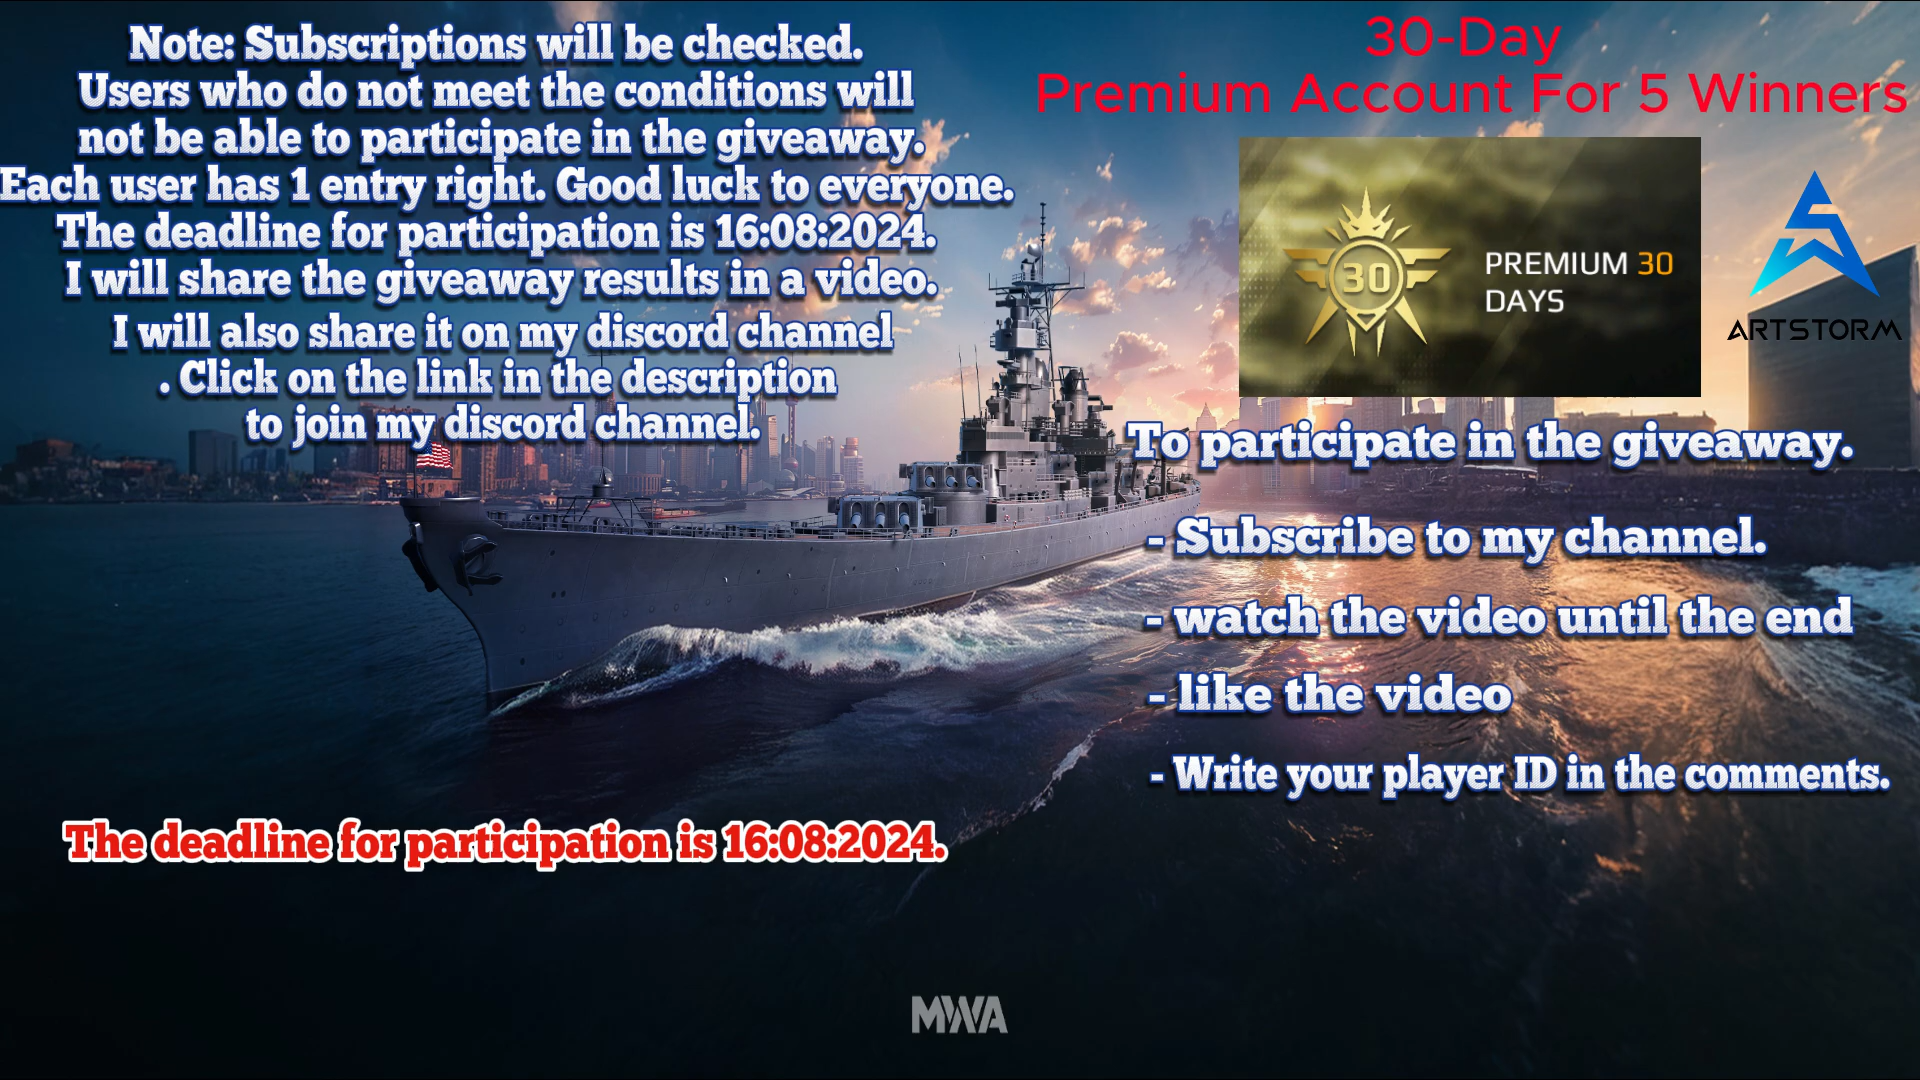 Note: Subscriptions will be checked.
Users who do not meet the conditions will
not be able to participate in the giveaway.
Each user has 1 entry right. Good luck to everyone.
The deadline for participation is 16:08:2024.
I will share the giveaway results in a video.
I will also share it on my discord channel
. Click on the link in the description
to join my discord channel.
The deadline for participation is 16:08:2024.
30-Day
Premium Account For 5 Winners
30
PREMIUM 30
DAYS
ARTSTORM
To participate in the giveaway.
- Subscribe to my channel.
- watch the video until the end
- like the video
- Write your player ID in the comments.
MWA